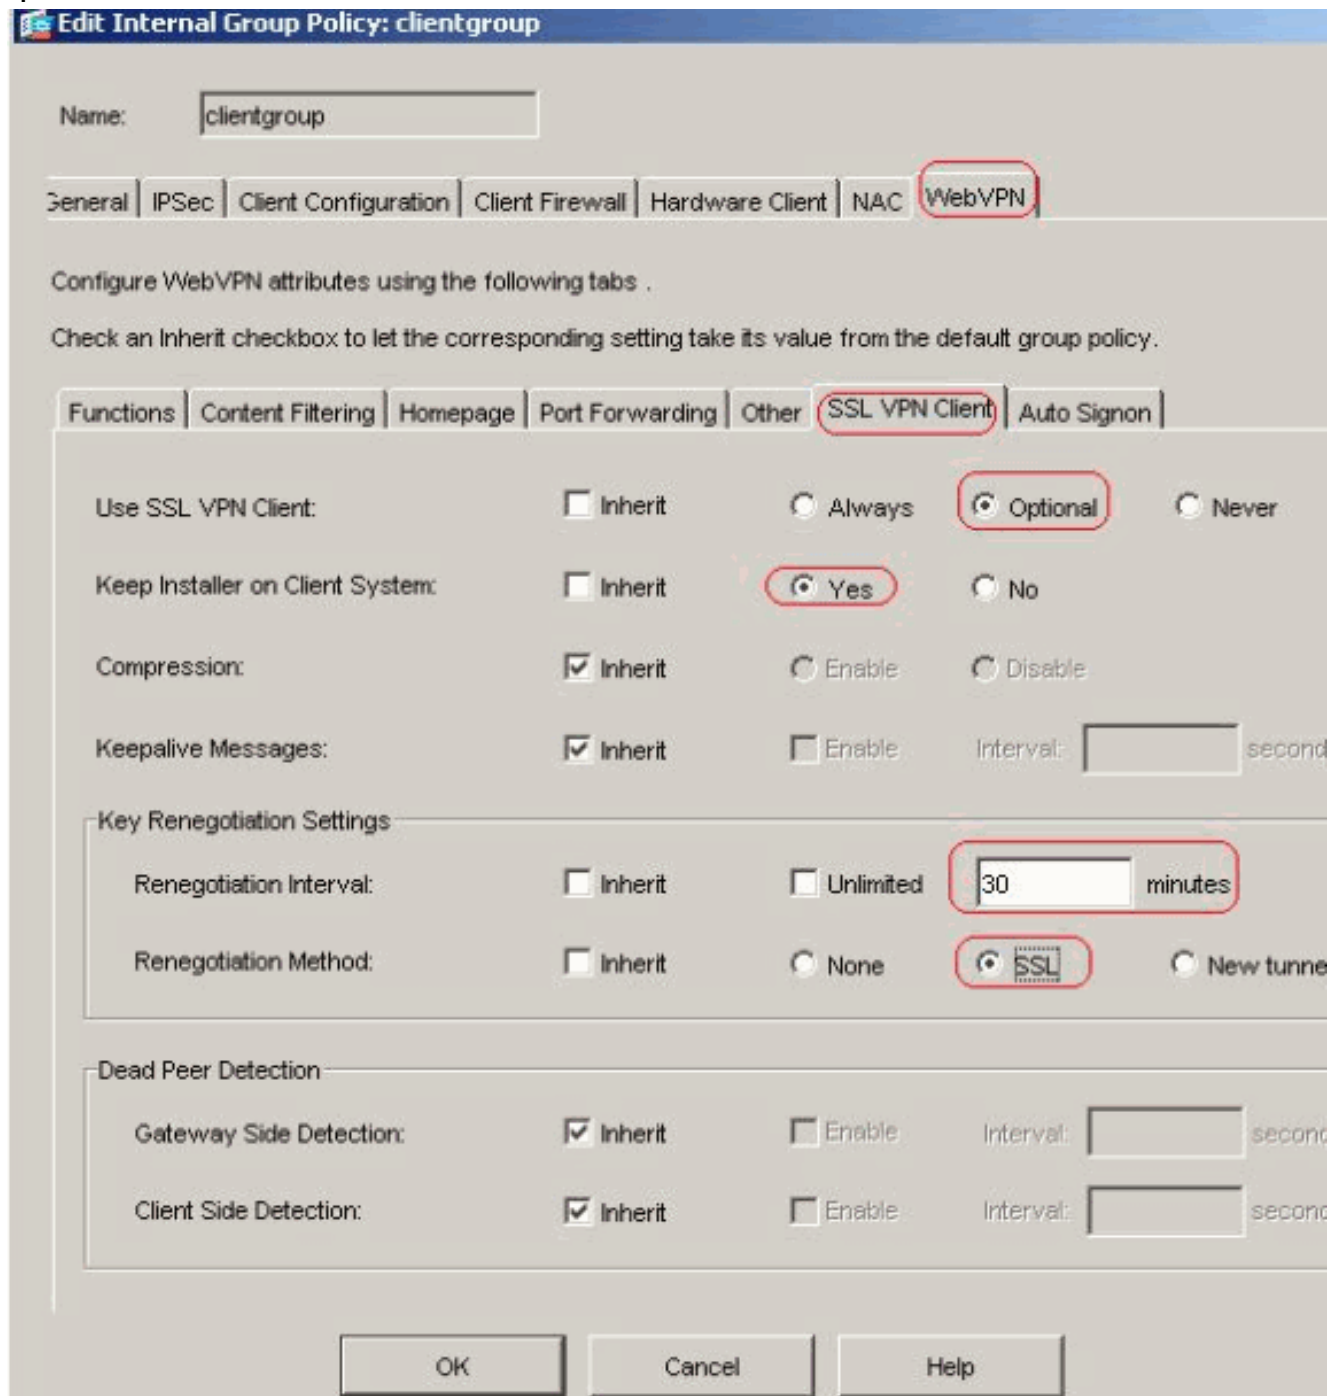 Edit Internal Group Policy: clientgroup
Name: clientgroup
General IPSec Client Configuration Client Firewall Hardware Client NAC WebVPN
Configure WebVPN attributes using the following tabs .
Check an Inherit checkbox to let the corresponding setting take its value from the default group policy.
Functions Content Filtering Homepage Port Forwarding Other SSL VPN Client Auto Signon
Use SSL VPN Client: Inherit Always Optional Never
Keep Installer on Client System: Inherit Yes No
Compression: Inherit Enable Disable
Keepalive Messages: Inherit Enable Interval: second
Key Renegotiation Settings
Renegotiation Interval: Inherit Unlimited 30 minutes
Renegotiation Method: Inherit None SSL New tunne
Dead Peer Detection
Gateway Side Detection: Inherit Enable Interval: second
Client Side Detection: Inherit Enable Interval: second
OK Cancel Help